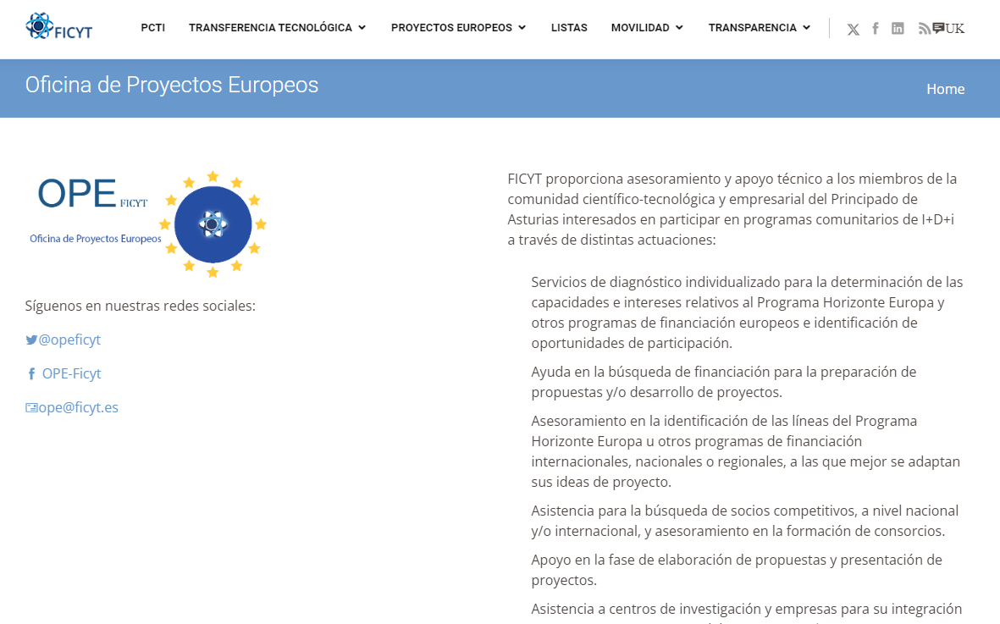 FICYT
PCTI
TRANSFERENCIA TECNOLÓGICA
PROYECTOS EUROPEOS
LISTAS
MOVILIDAD
TRANSPARENCIA
UK
Oficina de Proyectos Europeos
Home
OPE FICYT
Oficina de Proyectos Europeos
Síguenos en nuestras redes sociales:
@opeficyt
OPE-Ficyt
ope@ficyt.es
FICYT proporciona asesoramiento y apoyo técnico a los miembros de la
comunidad científico-tecnológica y empresarial del Principado de
Asturias interesados en participar en programas comunitarios de I+D+i
a través de distintas actuaciones:
Servicios de diagnóstico individualizado para la determinación de las
capacidades e intereses relativos al Programa Horizonte Europa y
otros programas de financiación europeos e identificación de
oportunidades de participación.
Ayuda en la búsqueda de financiación para la preparación de
propuestas y/o desarrollo de proyectos.
Asesoramiento en la identificación de las líneas del Programa
Horizonte Europa u otros programas de financiación
internacionales, nacionales o regionales, a las que mejor se adaptan
sus ideas de proyecto.
Asistencia para la búsqueda de socios competitivos, a nivel nacional
y/o internacional, y asesoramiento en la formación de consorcios.
Apoyo en la fase de elaboración de propuestas y presentación de
proyectos.
Asistencia a centros de investigación y empresas para su integración